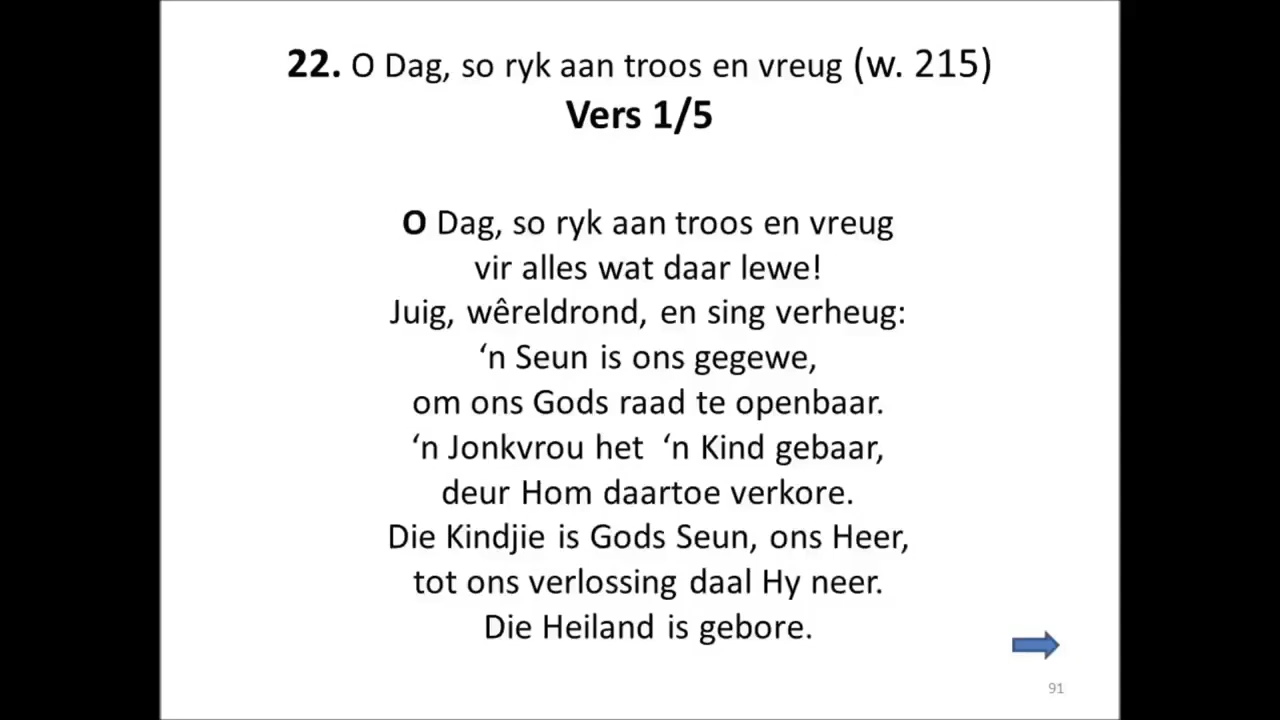 22. O Dag, so ryk aan troos en vreug (w. 215)
Vers 1/5
O Dag, so ryk aan troos en vreug
vir alles wat daar lewe!
Juig, wêreldrond, en sing verheug:
‘n Seun is ons gegewe,
om ons Gods raad te openbaar.
‘n Jonkvrou het ‘n Kind gebaar,
deur Hom daartoe verkore.
Die Kindjie is Gods Seun, ons Heer,
tot ons verlossing daal Hy neer.
Die Heiland is gebore.
91